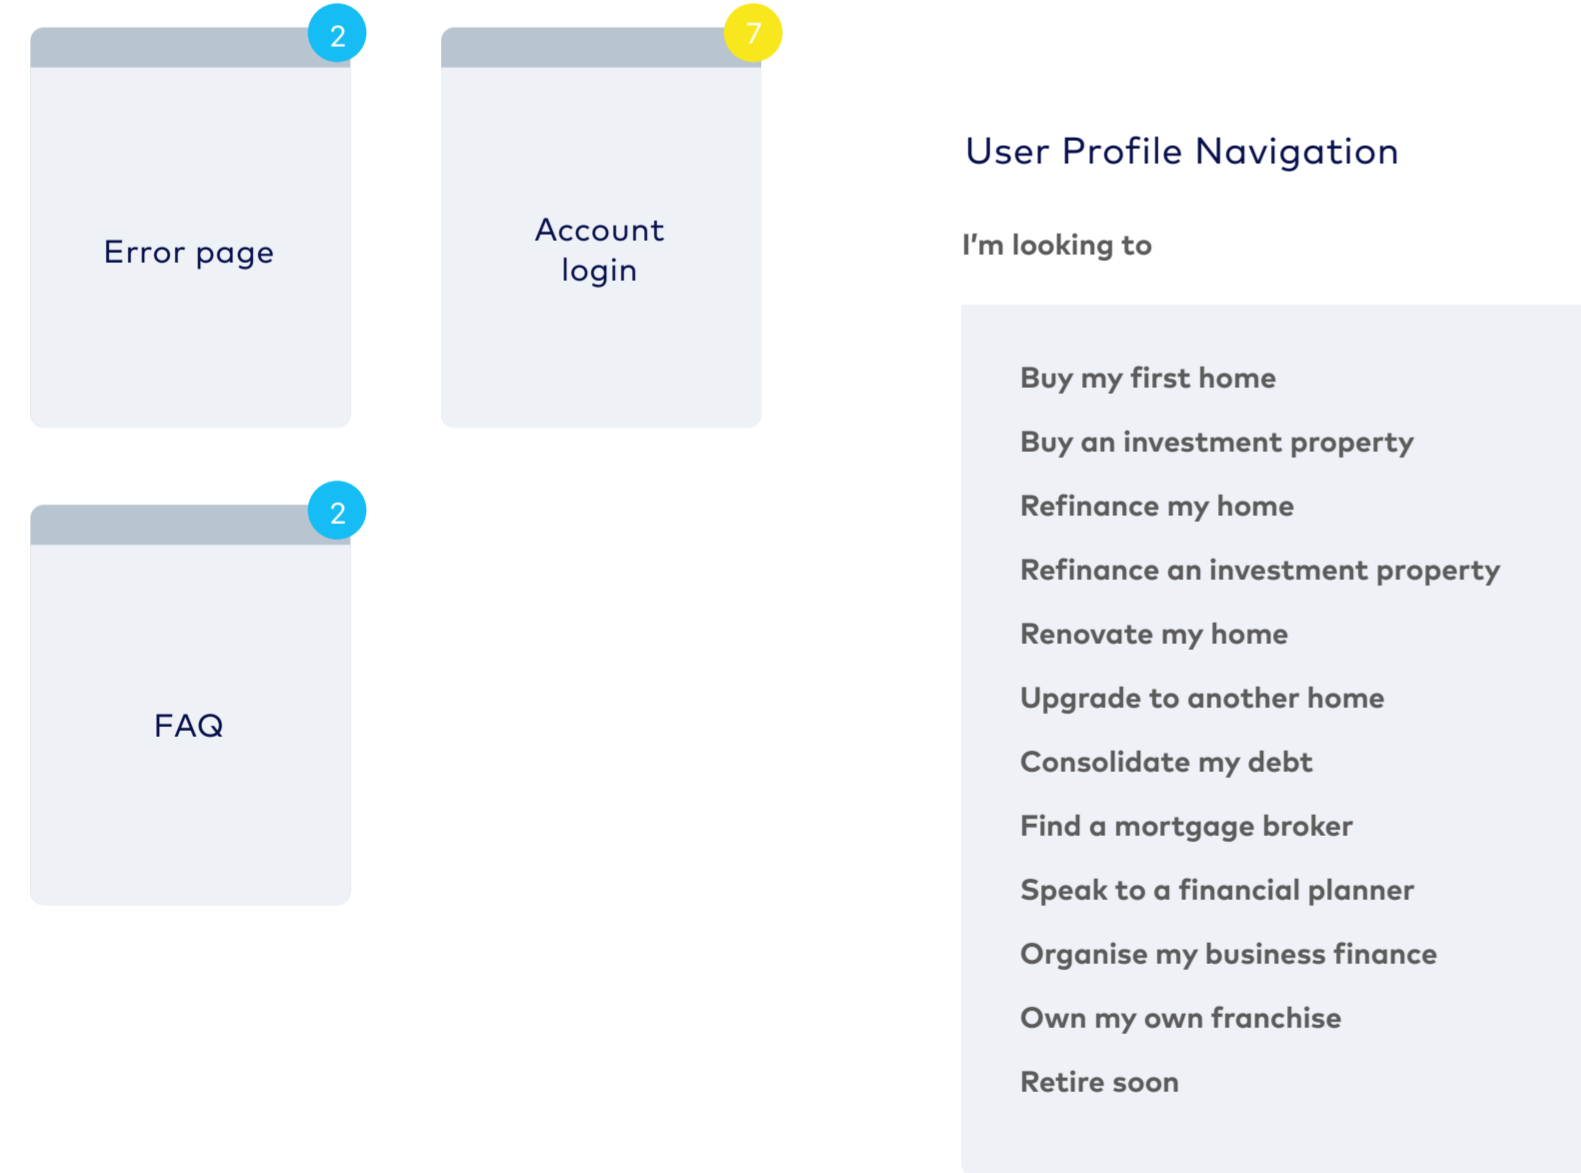 2
Error page
7
Account
login
2
FAQ
User Profile Navigation
I’m looking to
Buy my first home
Buy an investment property
Refinance my home
Refinance an investment property
Renovate my home
Upgrade to another home
Consolidate my debt
Find a mortgage broker
Speak to a financial planner
Organise my business finance
Own my own franchise
Retire soon